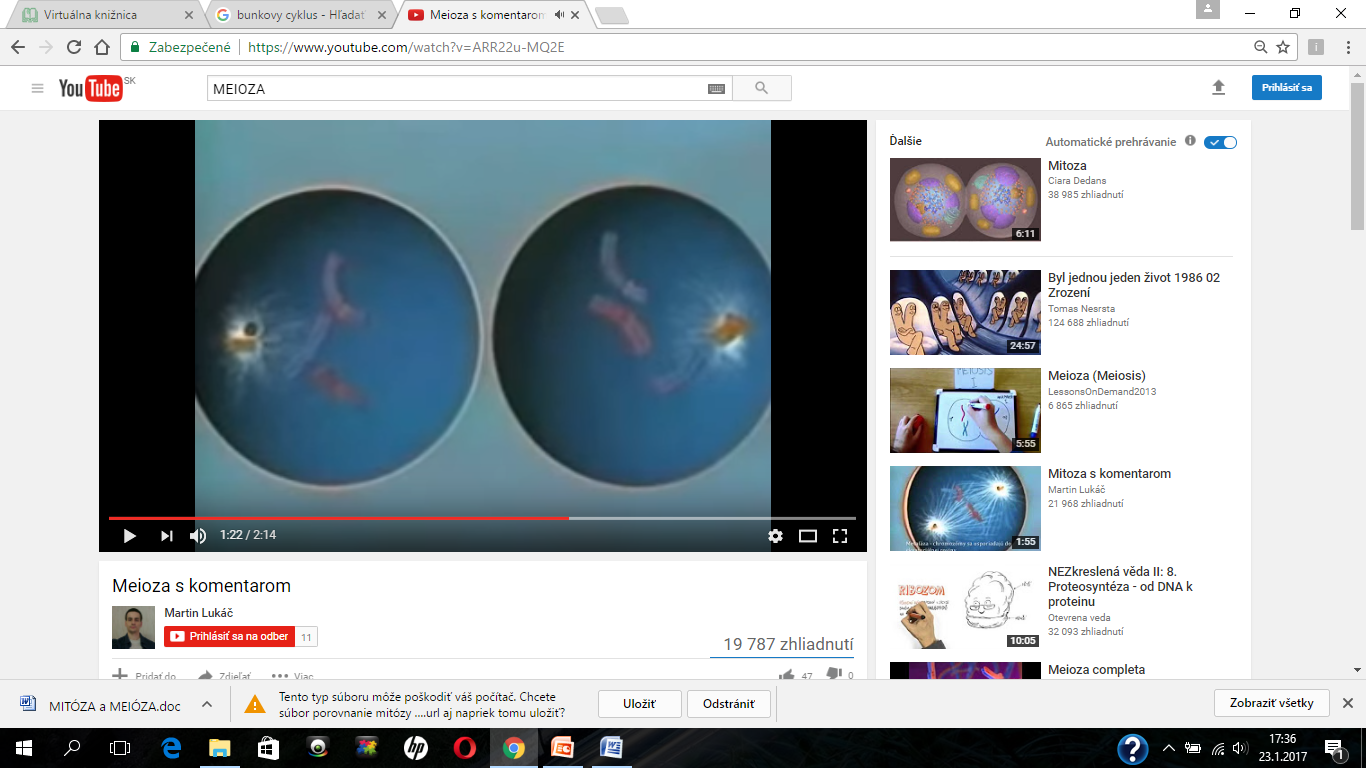 Virtuálna knižnica
bunkovy cyklus - Hľadať
Meioza s komentarom
Zabezpečené
https://www.youtube.com/watch?v=ARR22u-MQ2E
YouTube SK
MEIOZA
Prihlásiť sa
1:22 / 2:14
Meioza s komentarom
Martin Lukáč
Prihlásiť sa na odber 11
19 787 zhliadnutí
Pridať do
Zdieľať
Viac
47
0
Ďalšie
Automatické prehrávanie
Mitoza
Ciara Dedans
38 985 zhliadnutí
6:11
Byl jednou jeden život 1986 02
Zrození
Tomas Nesrsta
124 688 zhliadnutí
24:57
MEIOSIS
I
Meioza (Meiosis)
LessonsOnDemand2013
6 865 zhliadnutí
5:55
Mitoza s komentarom
Martin Lukáč
21 968 zhliadnutí
1:55
RIBOZOM
NEZkreslená věda II: 8.
Proteosyntéza - od DNA k
proteinu
Otevrena veda
32 093 zhliadnutí
10:05
Meioza completa
MITÓZA a MEIÓZA.doc
Tento typ súboru môže poškodiť váš počítač. Chcete
súbor porovnanie mitózy ....url aj napriek tomu uložiť?
Uložiť
Odstrániť
Zobraziť všetky
hp
17:36
23.1.2017
1